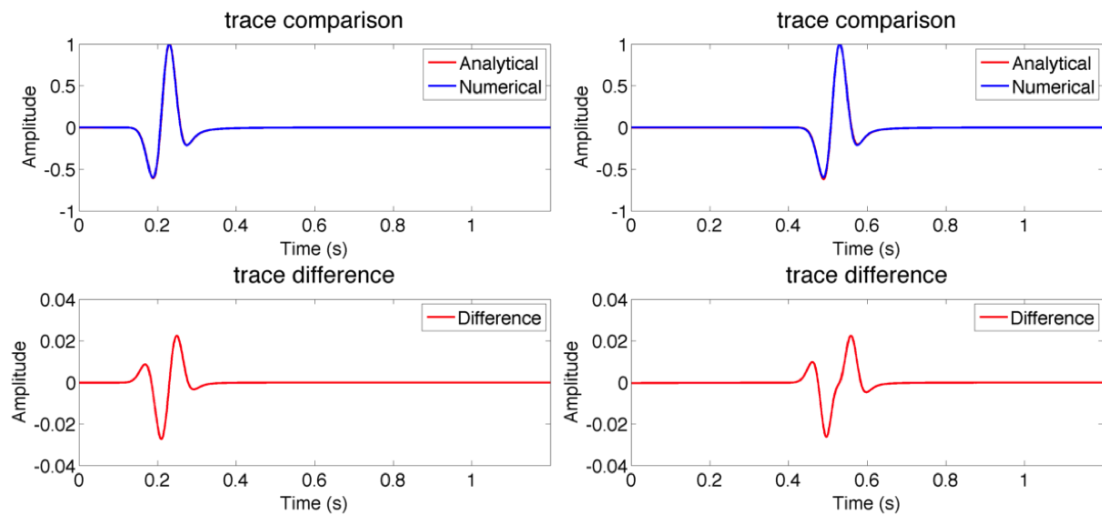 trace comparison
1
0.5
0
-0.5
-1
Amplitude
Analytical
Numerical
0 0.2 0.4 0.6 0.8 1
Time (s)
trace comparison
1
0.5
0
-0.5
-1
Amplitude
Analytical
Numerical
0 0.2 0.4 0.6 0.8 1
Time (s)
trace difference
0.04
0.02
0
-0.02
-0.04
Amplitude
Difference
0 0.2 0.4 0.6 0.8 1
Time (s)
trace difference
0.04
0.02
0
-0.02
-0.04
Amplitude
Difference
0 0.2 0.4 0.6 0.8 1
Time (s)